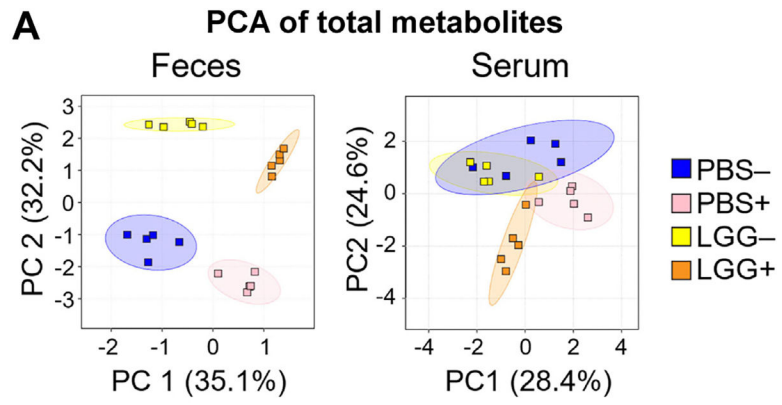 A PCA of total metabolites
Feces Serum
3
2
1
0
-1
-2
-3
PC 2 (32.2%)
-2 -1 0 1
PC 1 (35.1%)
2
0
-2
-4
PC2 (24.6%)
-4 -2 0 2 4
PC1 (28.4%)
PBS–
PBS+
LGG–
LGG+